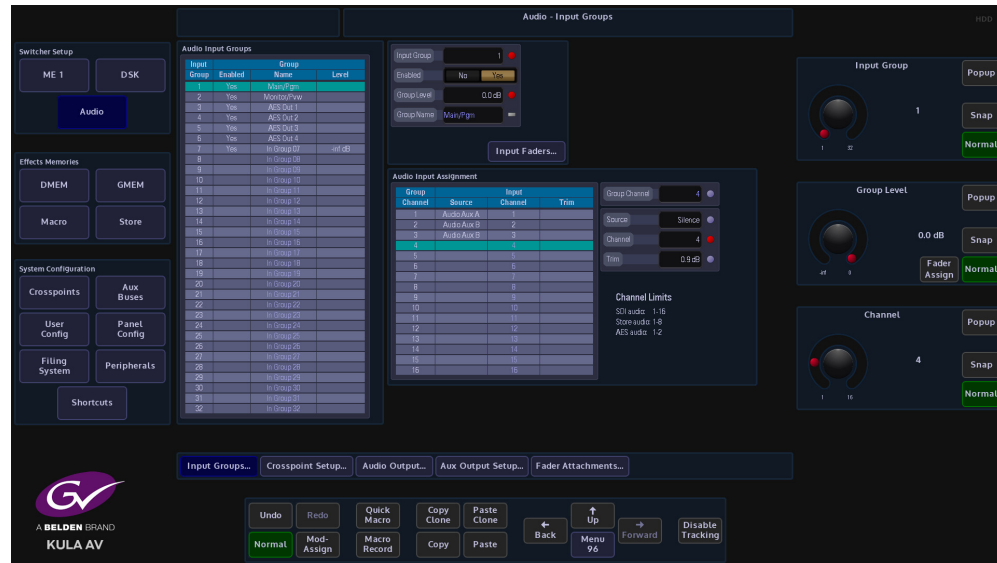 Audio - Input Groups
HDD
Switcher Setup
ME 1
DSK
Audio
Effects Memories
DMEM
GMEM
Macro
Store
System Configuration
Crosspoints
Aux
Buses
User
Config
Panel
Config
Filing
System
Peripherals
Shortcuts
Audio Input Groups
Input Group
Group Enabled Name Level
1 Yes Main/Pgm
2 Yes Monitor/Pvw
3 Yes AES Out 1
4 Yes AES Out 2
5 Yes AES Out 3
6 Yes AES Out 4
7 Yes In Group 07 -inf dB
8 In Group 08
9 In Group 09
10 In Group 10
11 In Group 11
12 In Group 12
13 In Group 13
14 In Group 14
15 In Group 15
16 In Group 16
17 In Group 17
18 In Group 18
19 In Group 19
20 In Group 20
21 In Group 21
22 In Group 22
23 In Group 23
24 In Group 24
25 In Group 25
26 In Group 26
27 In Group 27
28 In Group 28
29 In Group 29
30 In Group 30
31 In Group 31
32 In Group 32
Input Group 1
Enabled No Yes
Group Level 0.0 dB
Group Name Main/Pgm
Input Faders...
Audio Input Assignment
Group Input
Channel Source Channel Trim
1 Audio Aux A 1
2 Audio Aux B 2
3 Audio Aux B 3
4 4
5 5
6 6
7 7
8 8
9 9
10 10
11 11
12 12
13 13
14 14
15 15
16 16
Group Channel 4
Source Silence
Channel 4
Trim 0.9 dB
Channel Limits
SDI audio: 1-16
Store audio: 1-8
AES audio: 1-2
Input Group
1
1 32
Popup
Snap
Normal
Group Level
0.0 dB
-inf 0
Fader
Assign
Popup
Snap
Normal
Channel
4
1 16
Popup
Snap
Normal
Input Groups...
Crosspoint Setup...
Audio Output...
Aux Output Setup...
Fader Attachments...
GV
A BELDEN BRAND
KULA AV
Undo
Redo
Quick
Macro
Copy
Clone
Paste
Clone
Normal
Mod-
Assign
Macro
Record
Copy
Paste
Back
Up
Menu
96
Forward
Disable
Tracking